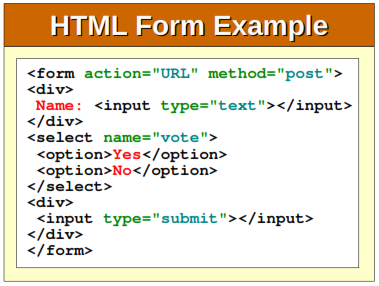 HTML Form Example
<form action="URL" method="post">
<div>
Name: <input type="text"></input>
</div>
<select name="vote">
<option>Yes</option>
<option>No</option>
</select>
<div>
<input type="submit"></input>
</div>
</form>